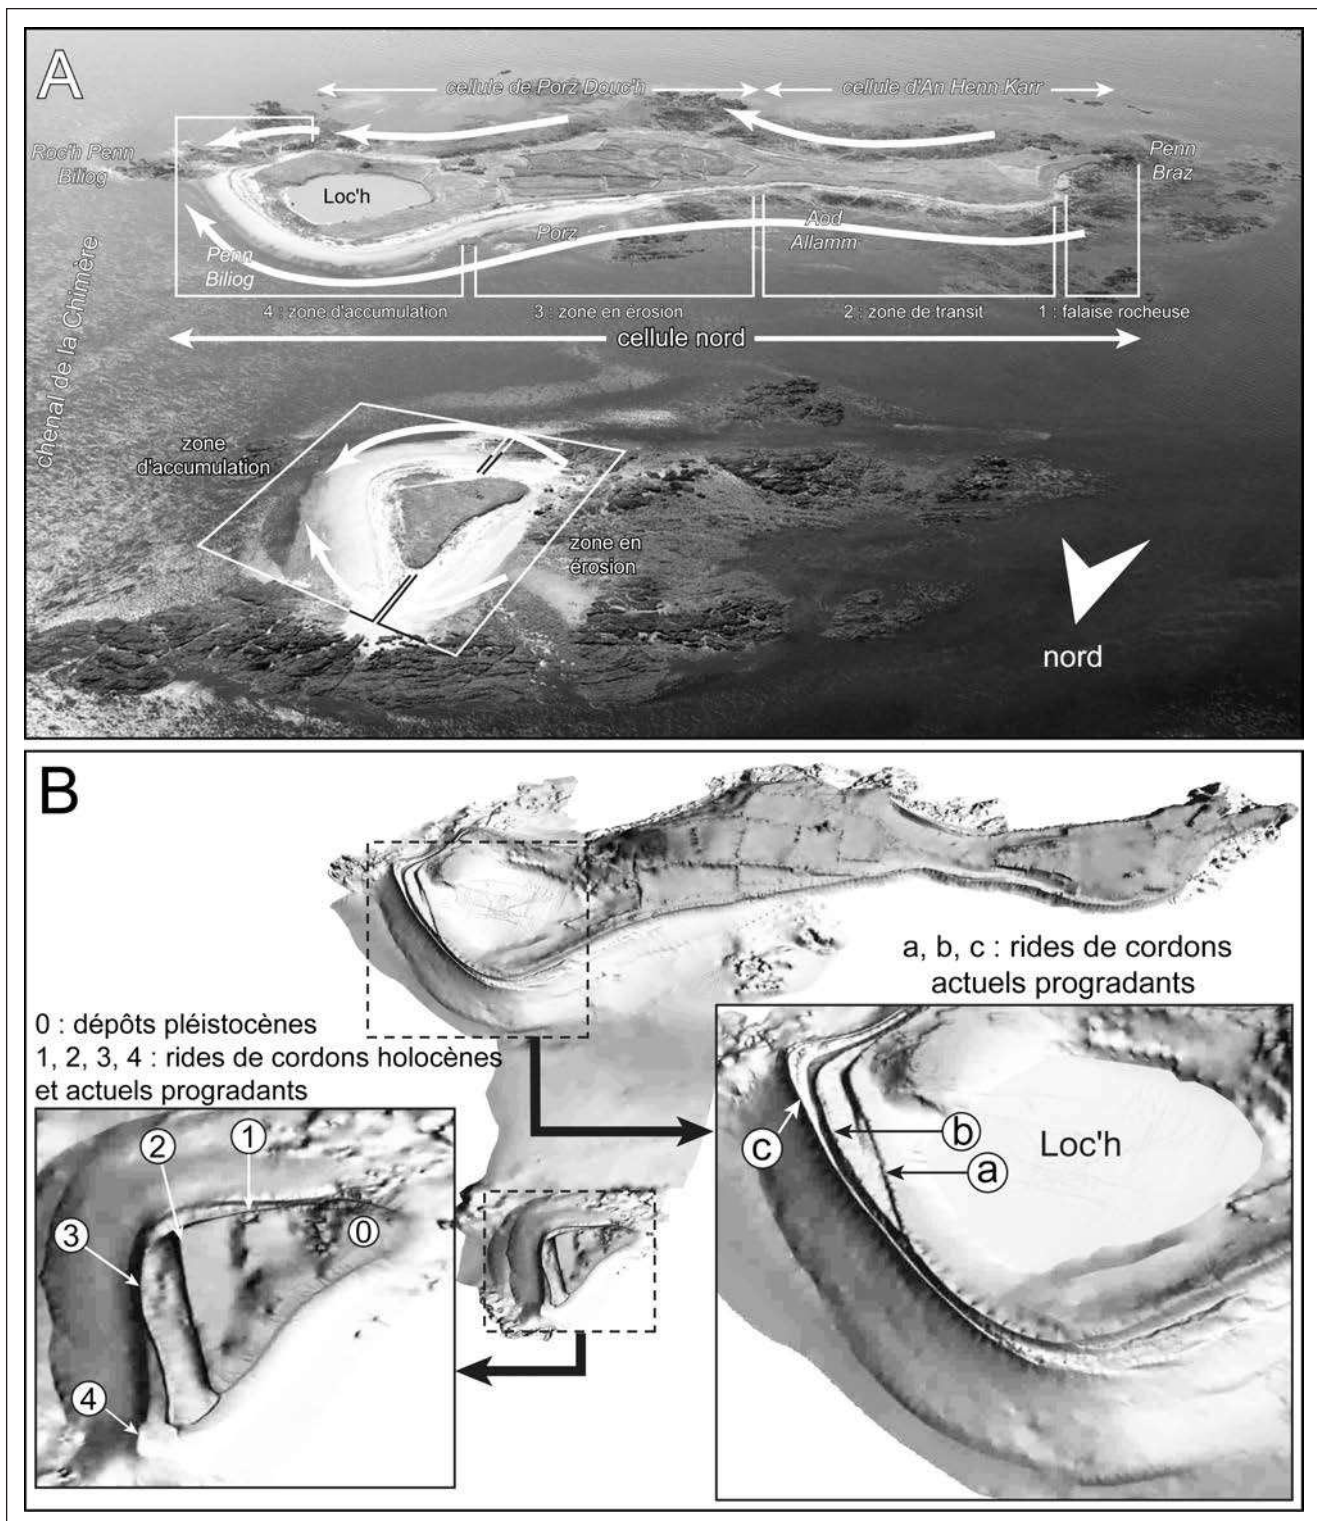 A
cellule de Porz Douc'h
cellule d'An Henn Karr
Roc'h Penn
Biliog
Penn
Braz
Loc'h
Porz
Aod
Allamm
Penn
Biliog
chenal de la Chimère
4 : zone d'accumulation
3 : zone en érosion
2 : zone de transit
1 : falaise rocheuse
cellule nord
zone
d'accumulation
zone en
érosion
nord
B
a, b, c : rides de cordons
actuels progradants
0 : dépôts pléistocènes
1, 2, 3, 4 : rides de cordons holocènes
et actuels progradants
1
2
0
3
4
c
b
a
Loc'h